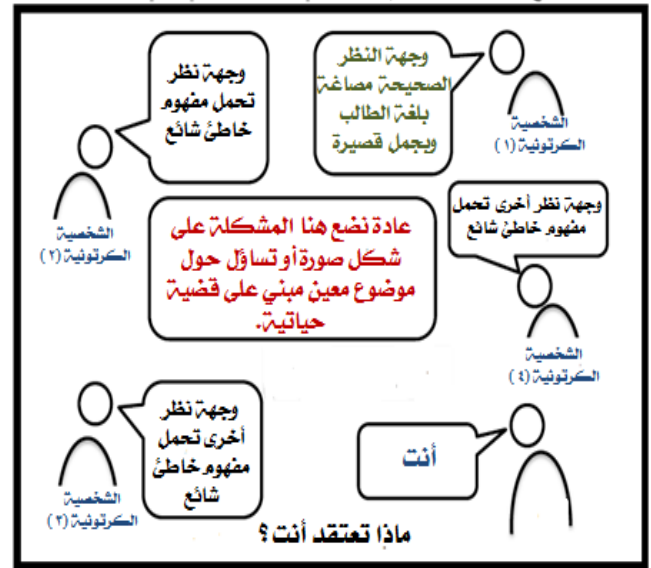 وجهة النظر
الصحيحة مصاغة
بلغة الطالب
وبجمل قصيرة
الشخصية
الكرتونية (١)
وجهة نظر
تحمل مفهوم
خاطئ شائع
الشخصية
الكرتونية (٢)
وجهة نظر أخرى تحمل
مفهوم خاطئ شائع
الشخصية
الكرتونية (٤)
عادة نضع هنا المشكلة على
شكل صورة أو تساؤل حول
موضوع معين مبني على قضية
حياتية.
وجهة نظر
أخرى تحمل
مفهوم خاطئ
شائع
الشخصية
الكرتونية (٣)
أنت
ماذا تعتقد أنت ؟